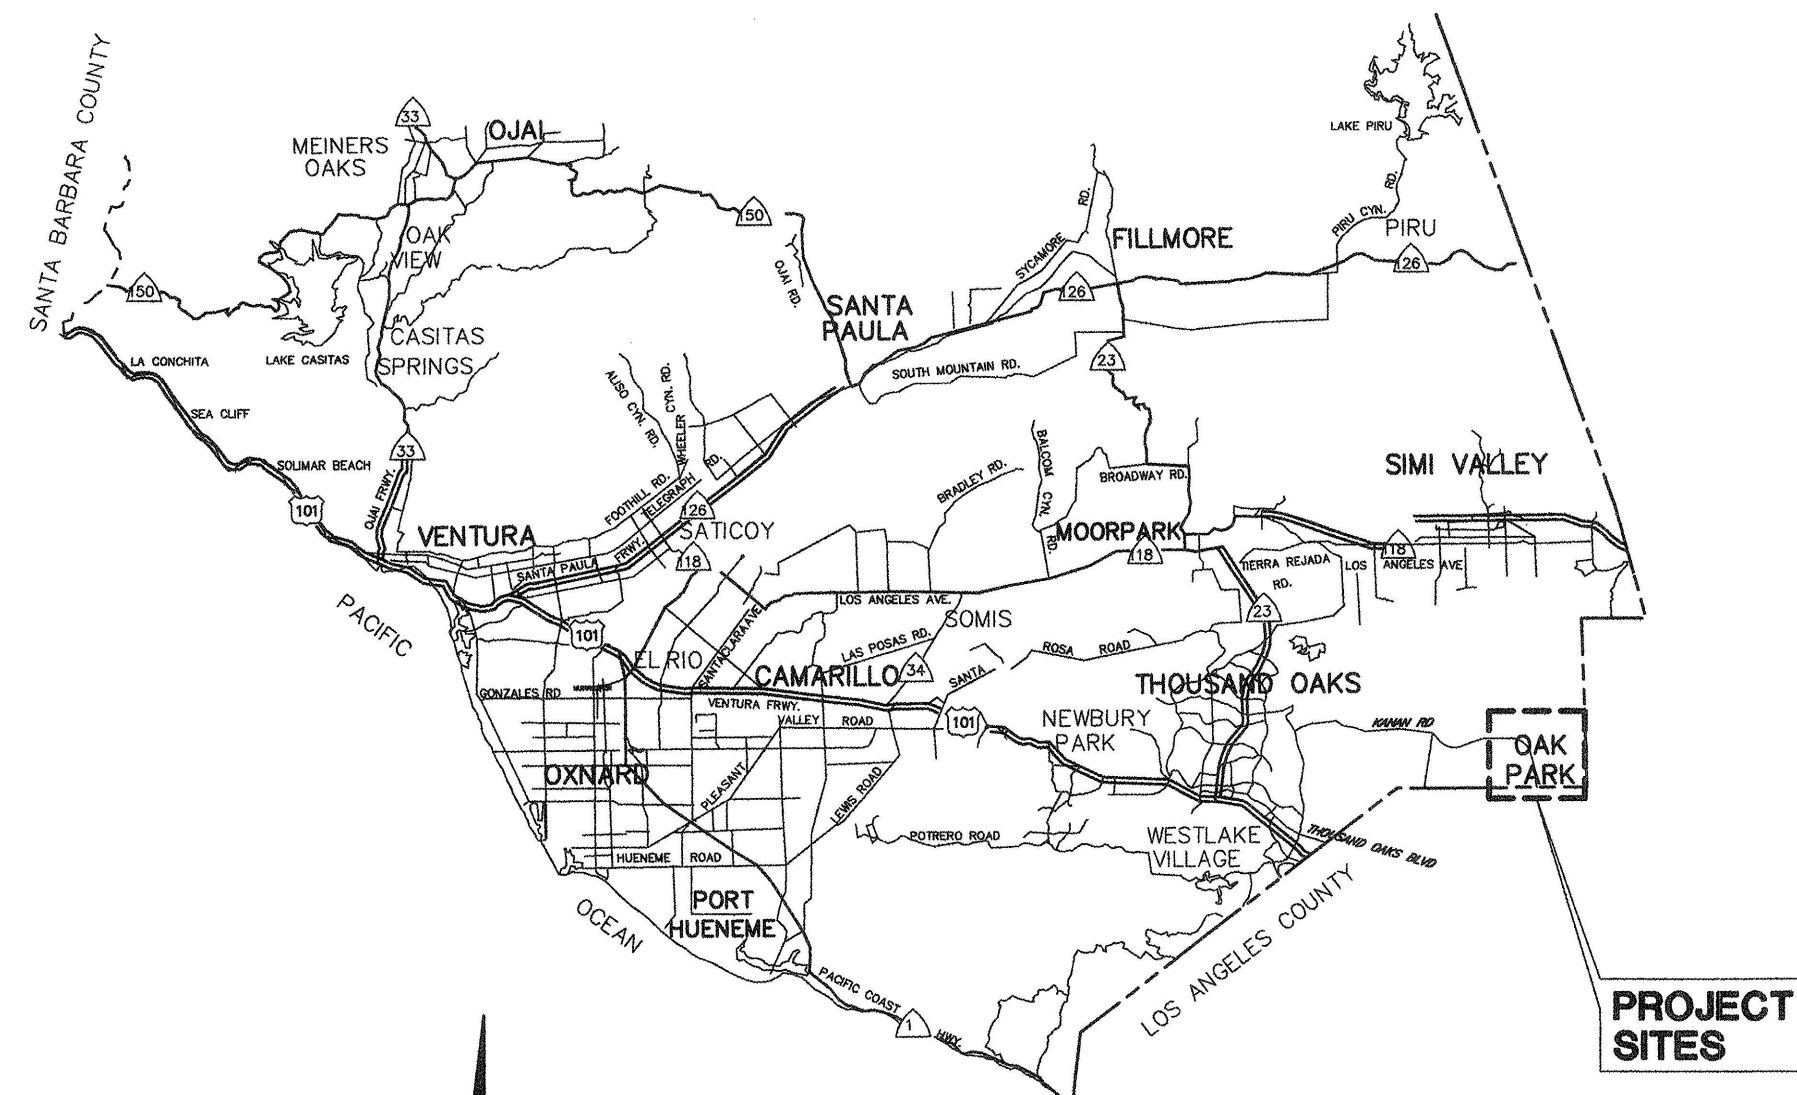 SANTA BARBARA COUNTY
33
MEINERS
OAKS
OJAI
LAKE PIRU
150
OAK
VIEW
OJAI RD.
SYCAMORE
RD.
FILLMORE
PIRU CYN.
RD.
PIRU
126
150
126
SANTA
PAULA
CASITAS
SPRINGS
LAKE CASITAS
LA CONCHITA
SEA CLIFF
SOLIMAR BEACH
SOUTH MOUNTAIN RD.
23
ALISO CYN. RD.
WHEELER
CYN. RD.
33
OJAI FRWY.
101
VENTURA
FOOTHILL RD.
TELEGRAPH
RD.
126
SATICOY
SANTA PAULA
FRWY.
118
BRADLEY RD.
BALCOM
CYN.
RD.
BROADWAY RD.
MOORPARK
118
SIMI VALLEY
118
LOS
ANGELES AVE
TIERRA REJADA
RD.
23
PACIFIC
101
EL RIO
SANTA CLARA AVE
LOS ANGELES AVE.
SOMIS
LAS POSAS RD.
34
SANTA
ROSA
ROAD
CAMARILLO
GONZALES RD
VENTURA FRWY.
VALLEY
ROAD
101
THOUSAND OAKS
NEWBURY
PARK
KANAN RD
OAK
PARK
OXNARD
PLEASANT
LEWIS ROAD
POTRERO ROAD
WESTLAKE
VILLAGE
THOUSAND OAKS BLVD
HUENEME
ROAD
PORT
HUENEME
OCEAN
PACIFIC COAST
1
HWY.
LOS ANGELES COUNTY
PROJECT
SITES